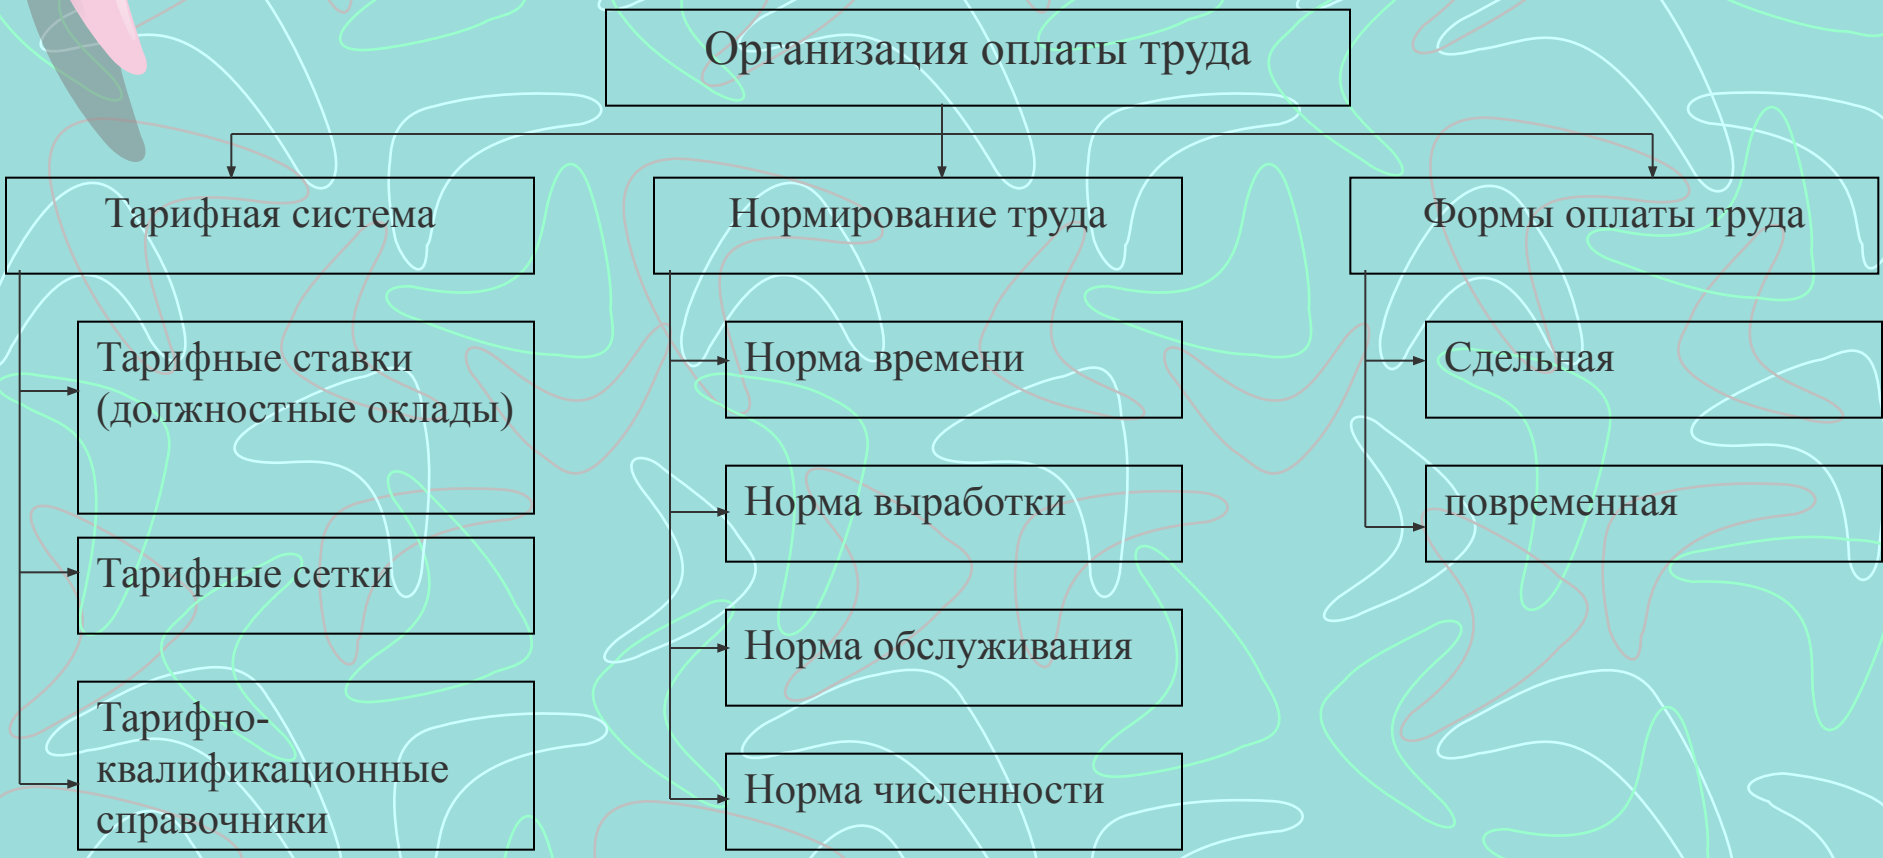 Организация оплаты труда
Тарифная система
Нормирование труда
Формы оплаты труда
Тарифные ставки
(должностные оклады)
Тарифные сетки
Тарифно-
квалификационные
справочники
Норма времени
Норма выработки
Норма обслуживания
Норма численности
Сдельная
повременная